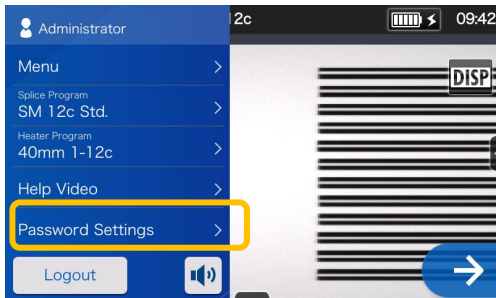 Administrator
2c
09:42
Menu
DISP
Splice Program
SM 12c Std.
Heater Program
40mm 1-12c
Help Video
Password Settings
Logout